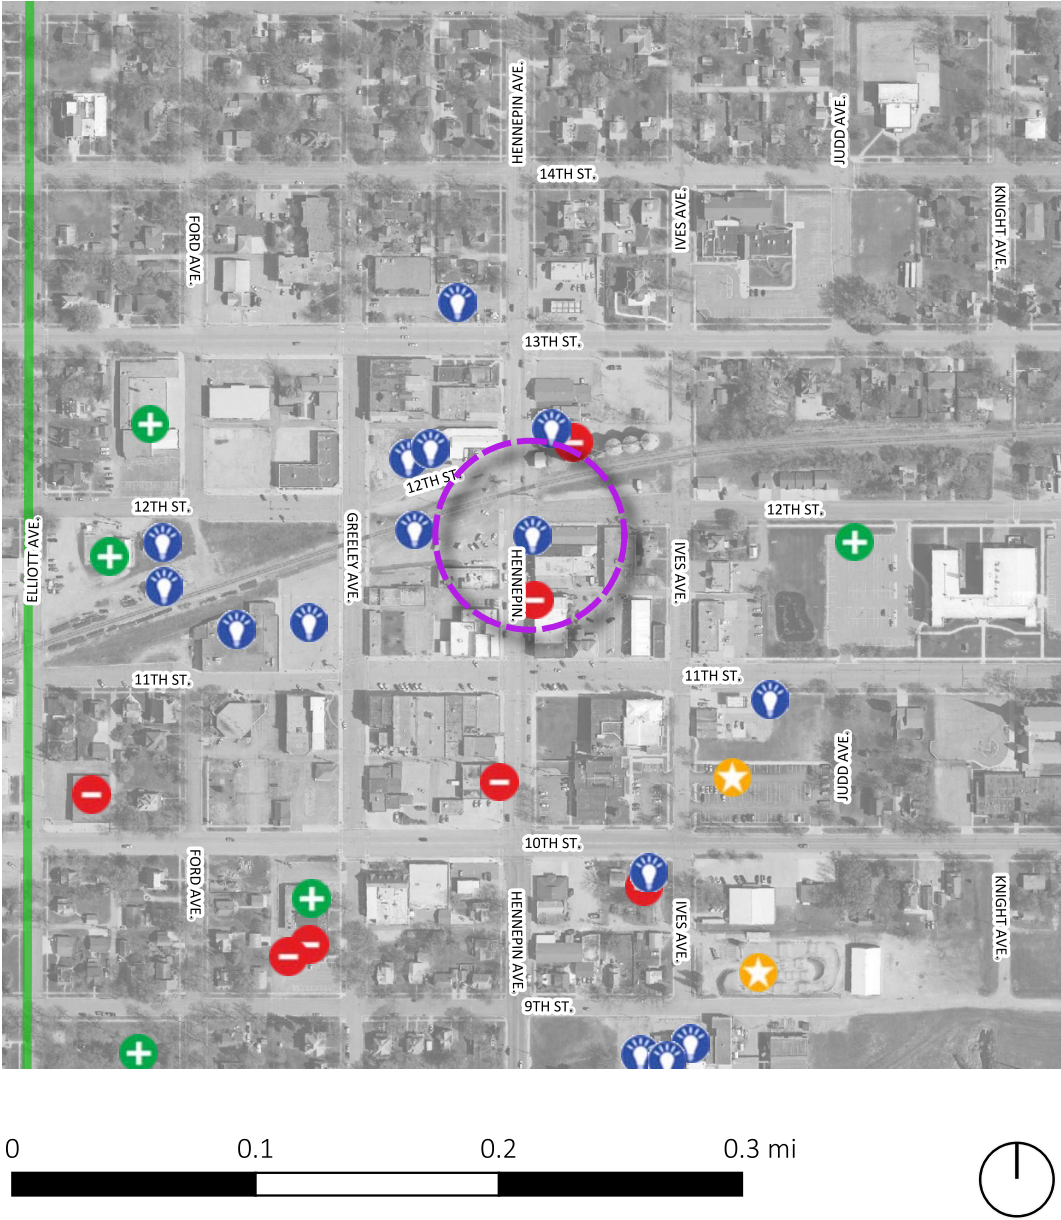 HENNEPIN AVE.
JUDD AVE.
14TH ST.
FORD AVE.
IVES AVE.
KNIGHT AVE.
13TH ST.
12TH ST.
12TH ST.
12TH ST.
ELLIOTT AVE.
GREELEY AVE.
HENNEPIN
IVES AVE.
11TH ST.
11TH ST.
JUDD AVE.
10TH ST.
FORD AVE.
HENNEPIN AVE.
IVES AVE.
KNIGHT AVE.
9TH ST.
0 0.1 0.2 0.3 mi